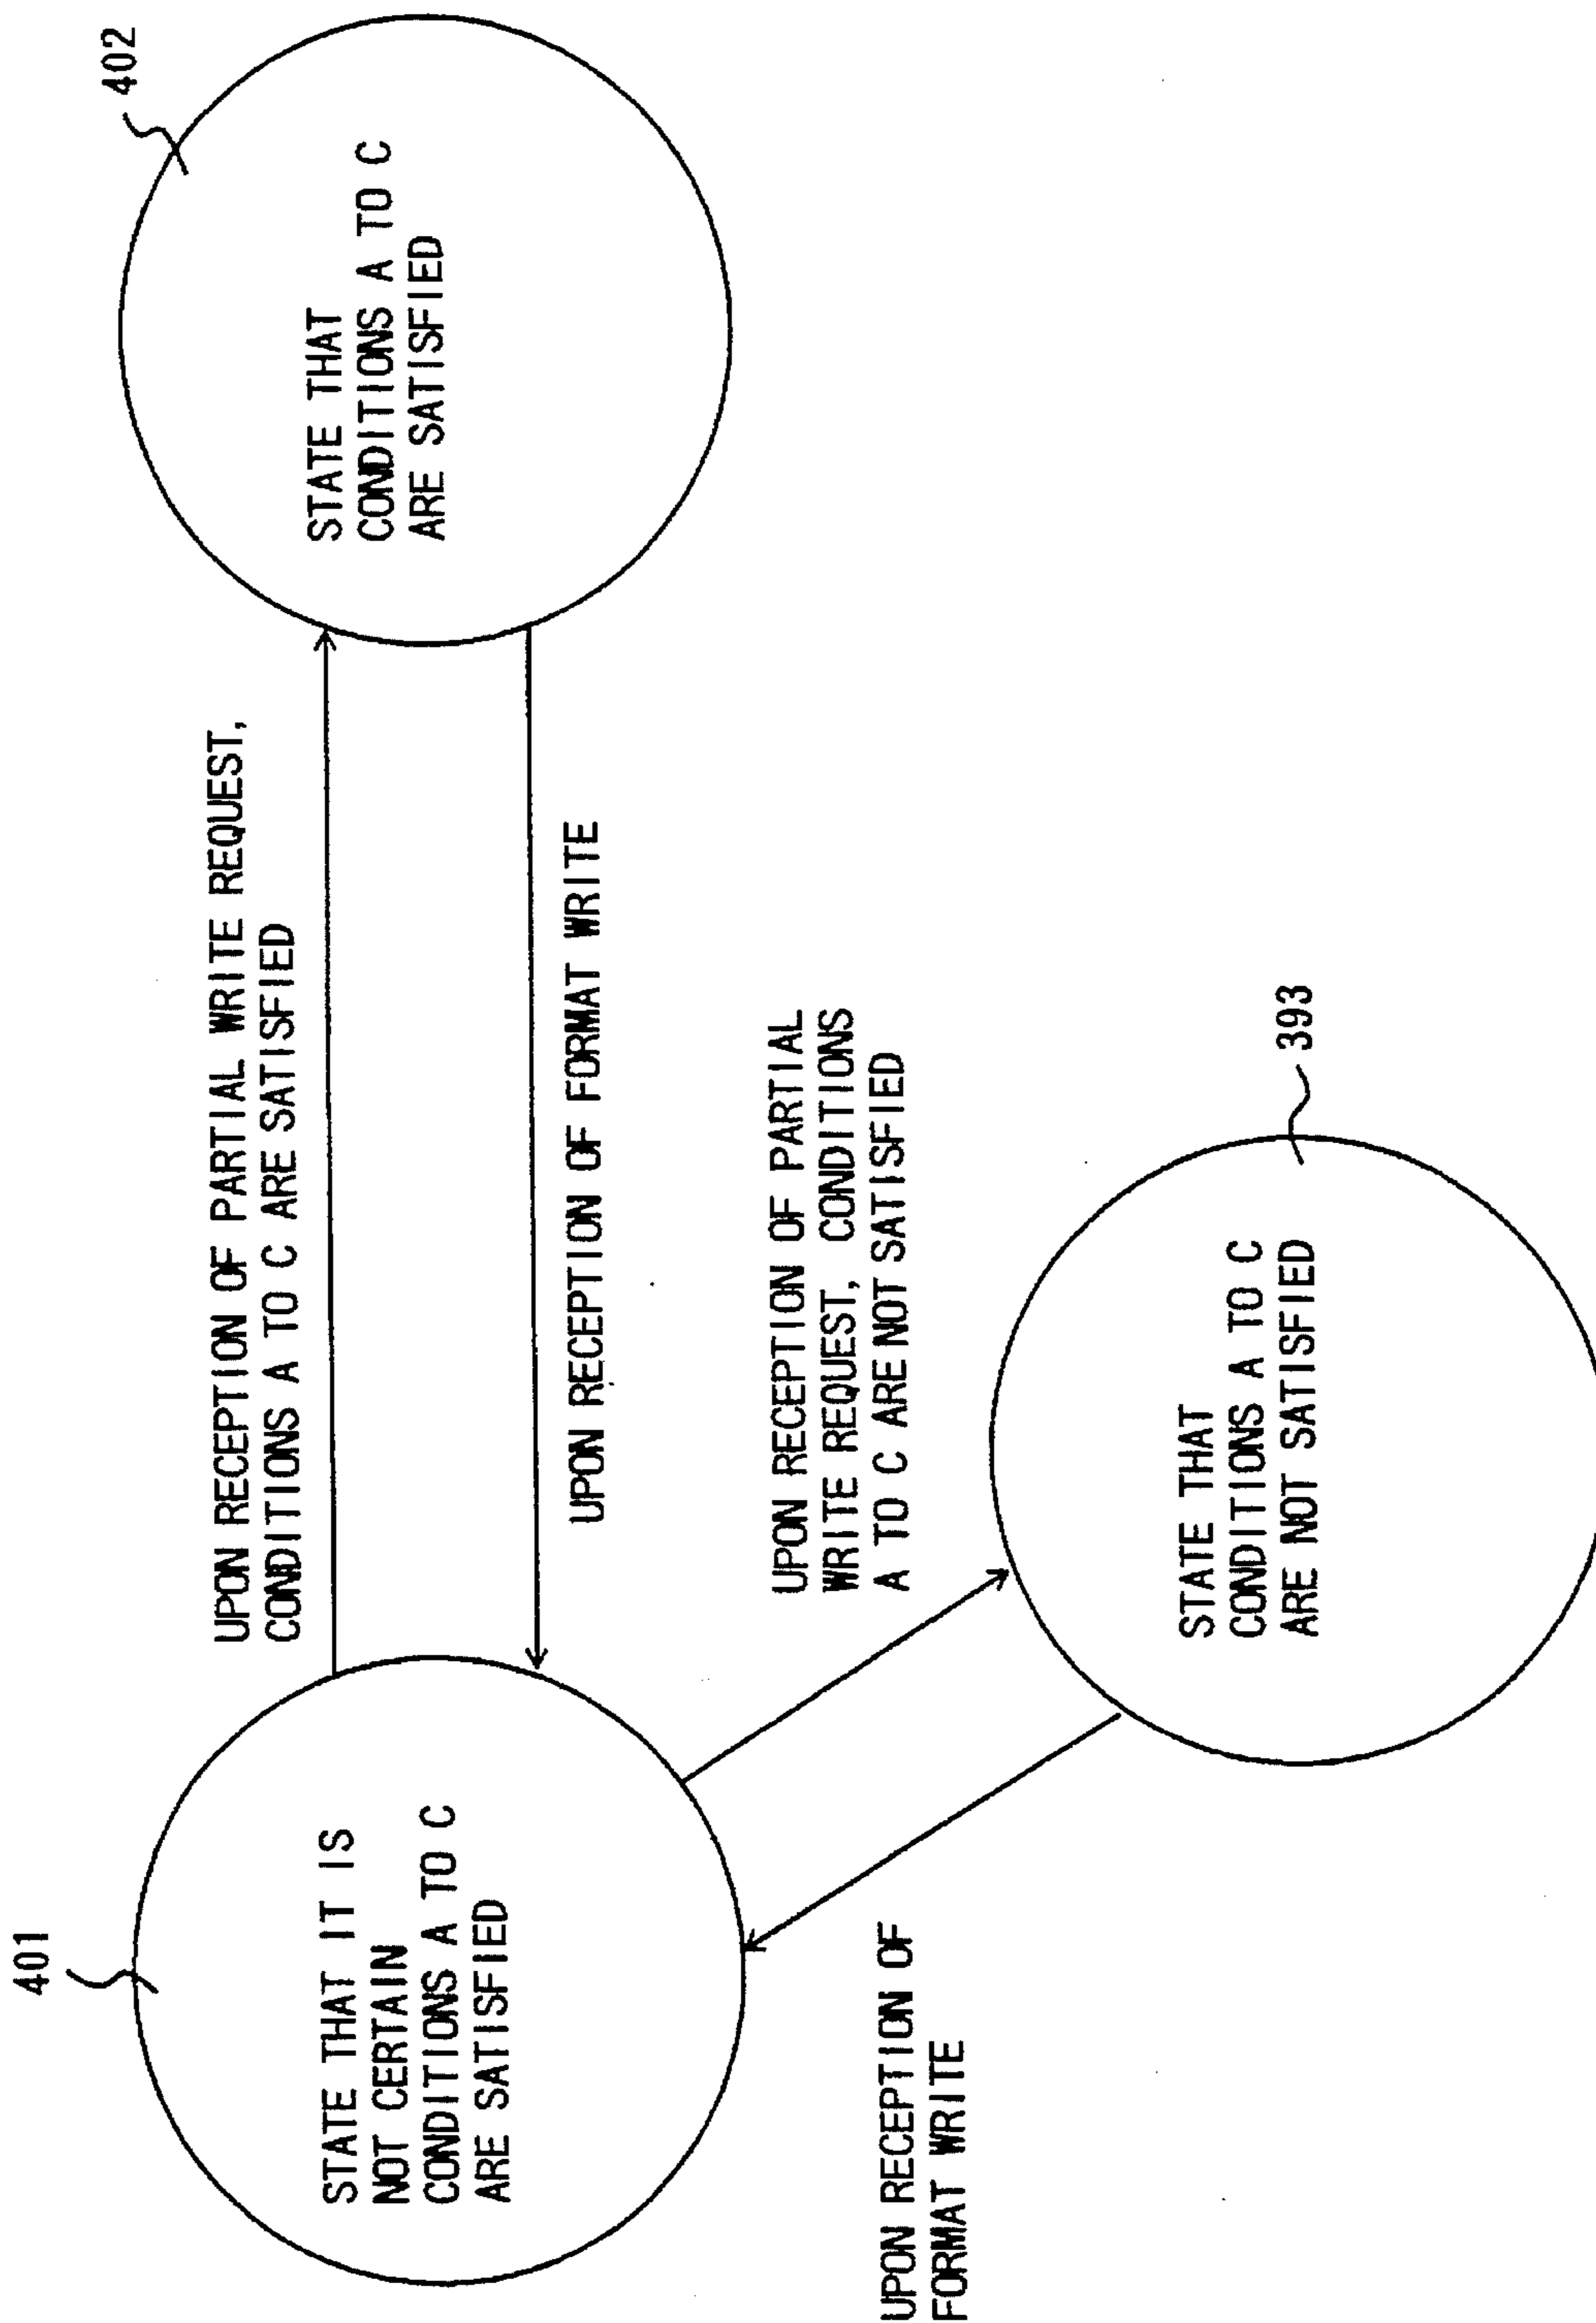 401
STATE THAT IT IS
NOT CERTAIN
CONDITIONS A TO C
ARE SATISFIED
UPON RECEPTION OF PARTIAL WRITE REQUEST,
CONDITIONS A TO C ARE SATISFIED
402
STATE THAT
CONDITIONS A TO C
ARE SATISFIED
UPON RECEPTION OF FORMAT WRITE
UPON RECEPTION OF PARTIAL
WRITE REQUEST, CONDITIONS
A TO C ARE NOT SATISFIED
UPON RECEPTION OF
FORMAT WRITE
393
STATE THAT
CONDITIONS A TO C
ARE NOT SATISFIED